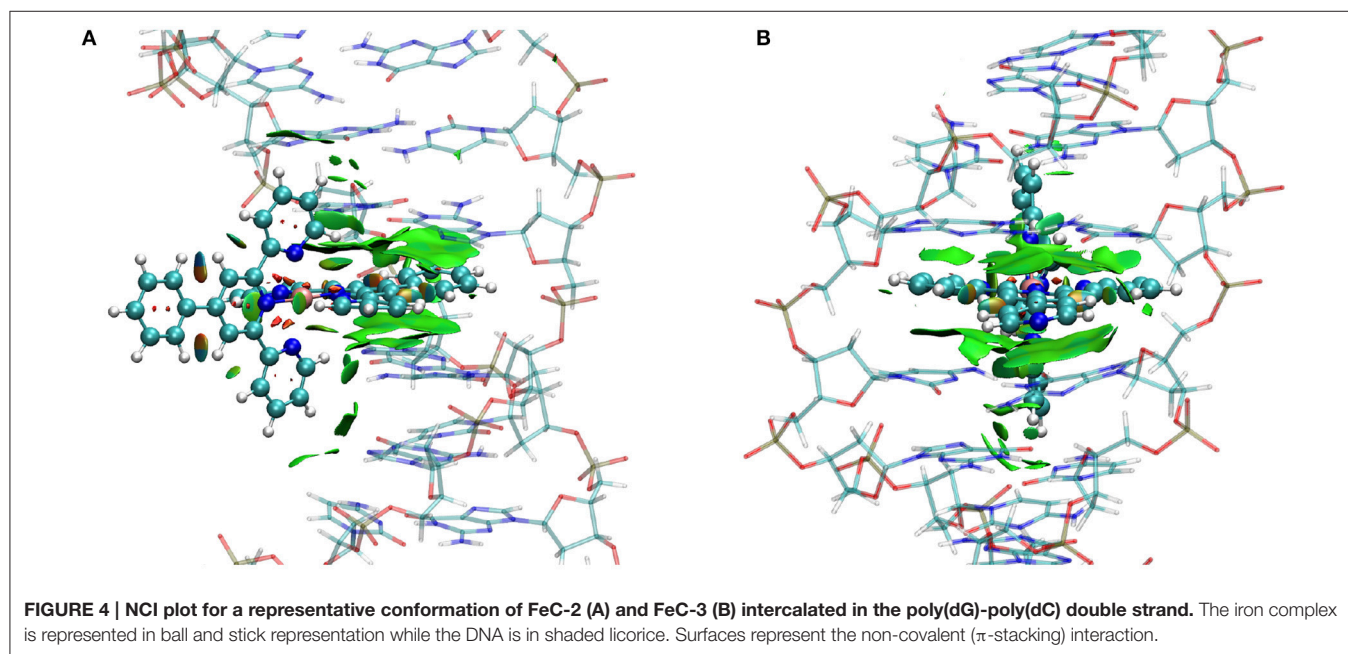 A
B
FIGURE 4 | NCI plot for a representative conformation of FeC-2 (A) and FeC-3 (B) intercalated in the poly(dG)-poly(dC) double strand. The iron complex
is represented in ball and stick representation while the DNA is in shaded licorice. Surfaces represent the non-covalent (π-stacking) interaction.